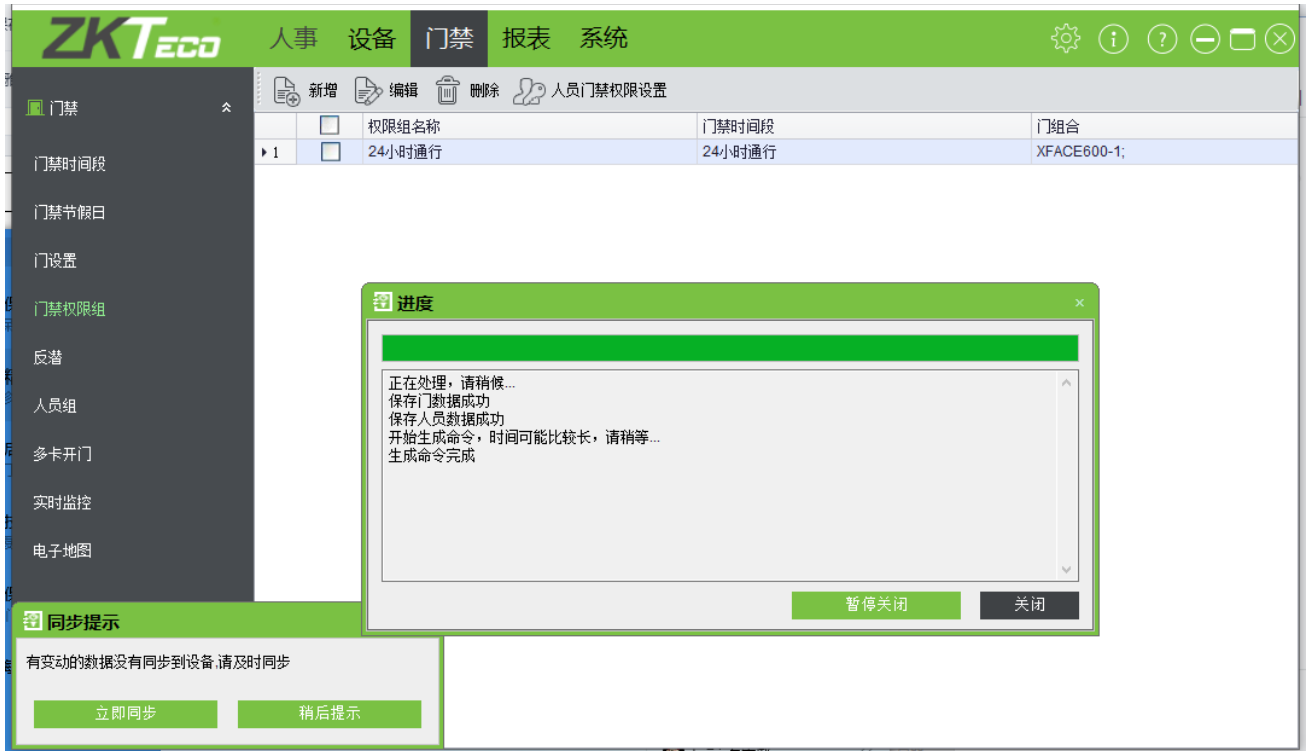 ZKTECO 人事 设备 门禁 报表 系统
门禁
新增 编辑 删除 人员门禁权限设置
权限组名称 门禁时间段 门组合
1 24小时通行 24小时通行 XFACE600-1;
门禁时间段
门禁节假日
门设置
门禁权限组
反潜
人员组
多卡开门
实时监控
电子地图
进度
正在处理，请稍候...
保存门数据成功
保存人员数据成功
开始生成命令，时间可能比较长，请稍等...
生成命令完成
暂停关闭 关闭
同步提示
有变动的数据没有同步到设备,请及时同步
立即同步 稍后提示